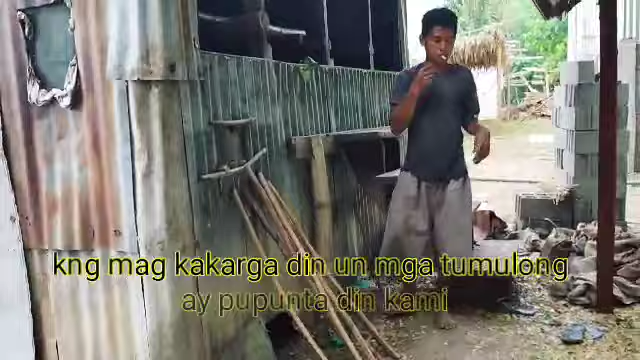 kng mag kakarga din un mga tumulong
ay pupunta din kami